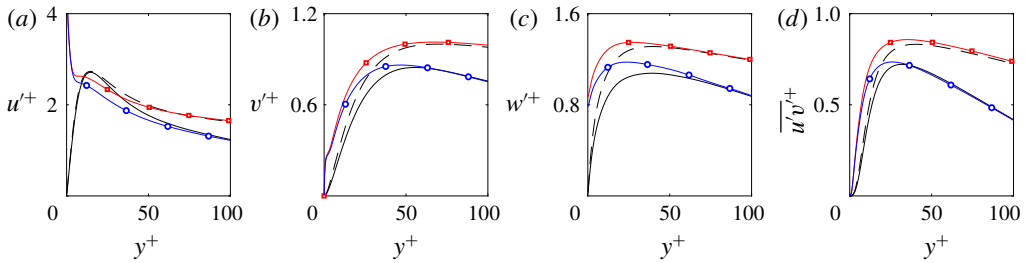 (a) (b) (c) (d)
4 1.2 1.6 1.0
u′+ 2 v′+ 0.6 w′+ 0.8 u′v′+ 0.5
0 50 100 0 50 100 0 50 100 0 50 100
y+ y+ y+ y+